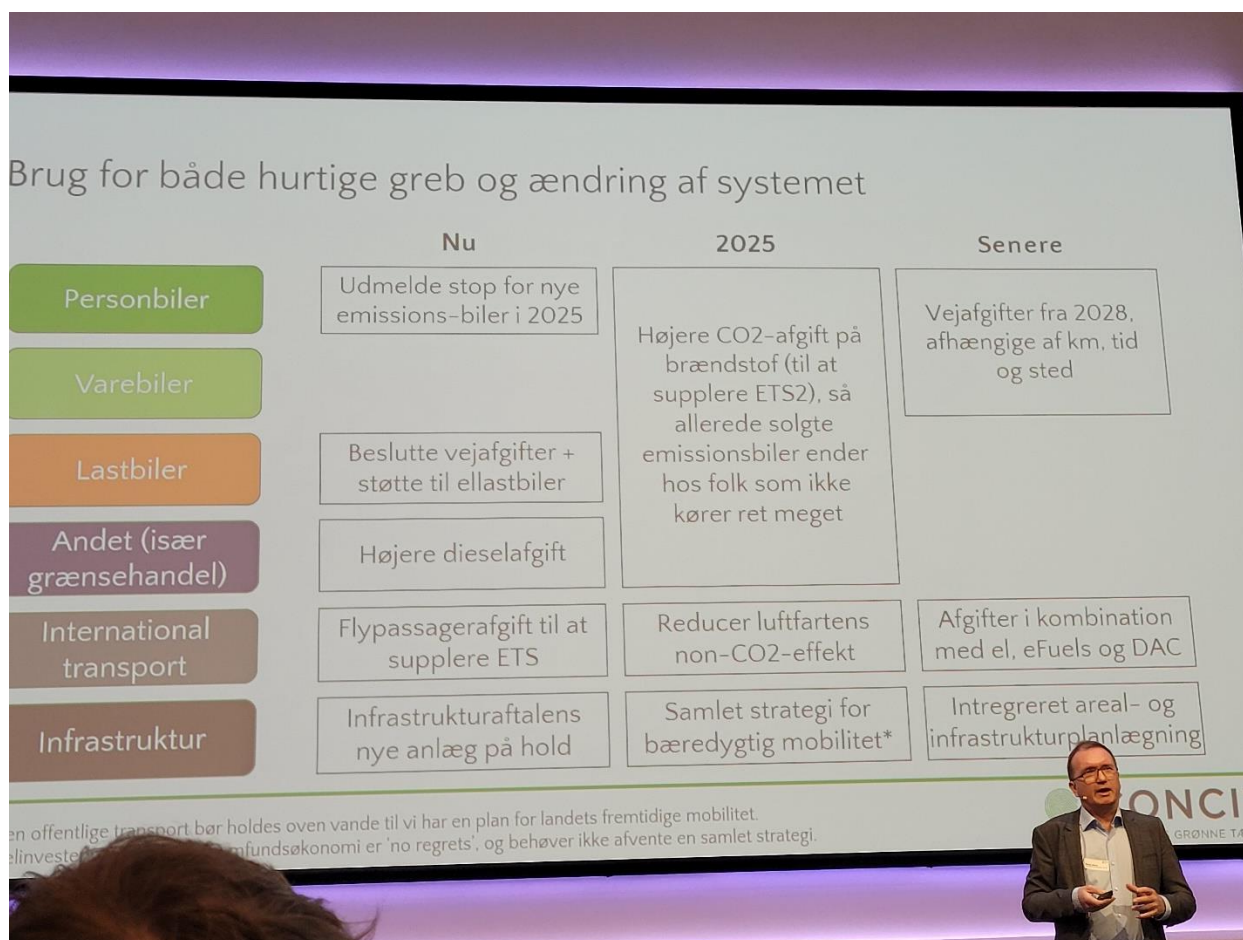 Brug for både hurtige greb og ændring af systemet
Nu
2025
Senere
Personbiler
Udmelde stop for nye
emissions-biler i 2025
Højere CO2-afgift på
brændstof (til at
supplere ETS2), så
allerede solgte
emissionsbiler ender
hos folk som ikke
kører ret meget
Vejafgifter fra 2028,
afhængige af km, tid
og sted
Varebiler
Lastbiler
Beslutte vejafgifter +
støtte til ellastbiler
Andet (især
grænsehandel)
Højere dieselafgift
International
transport
Flypassagerafgift til at
supplere ETS
Reducer luftfartens
non-CO2-effekt
Afgifter i kombination
med el, eFuels og DAC
Infrastruktur
Infrastrukturaftalens
nye anlæg på hold
Samlet strategi for
bæredygtig mobilitet*
Intregreret areal- og
infrastrukturplanlægning
offentlige transport bør holdes oven vande til vi har en plan for landets fremtidige mobilitet.
er 'no regrets', og behøver ikke afvente en samlet strategi.
GRØNNE